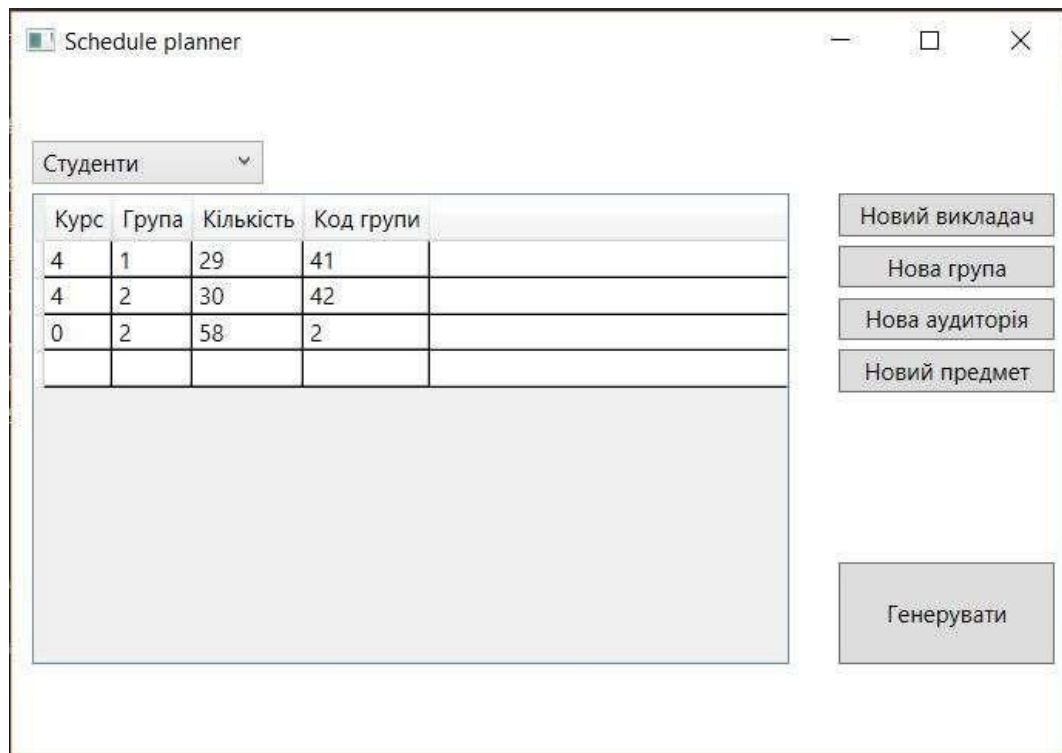 Schedule planner
Студенти
Курс Група Кількість Код групи
4 1 29 41
4 2 30 42
0 2 58 2
Новий викладач
Нова група
Нова аудиторія
Новий предмет
Генерувати